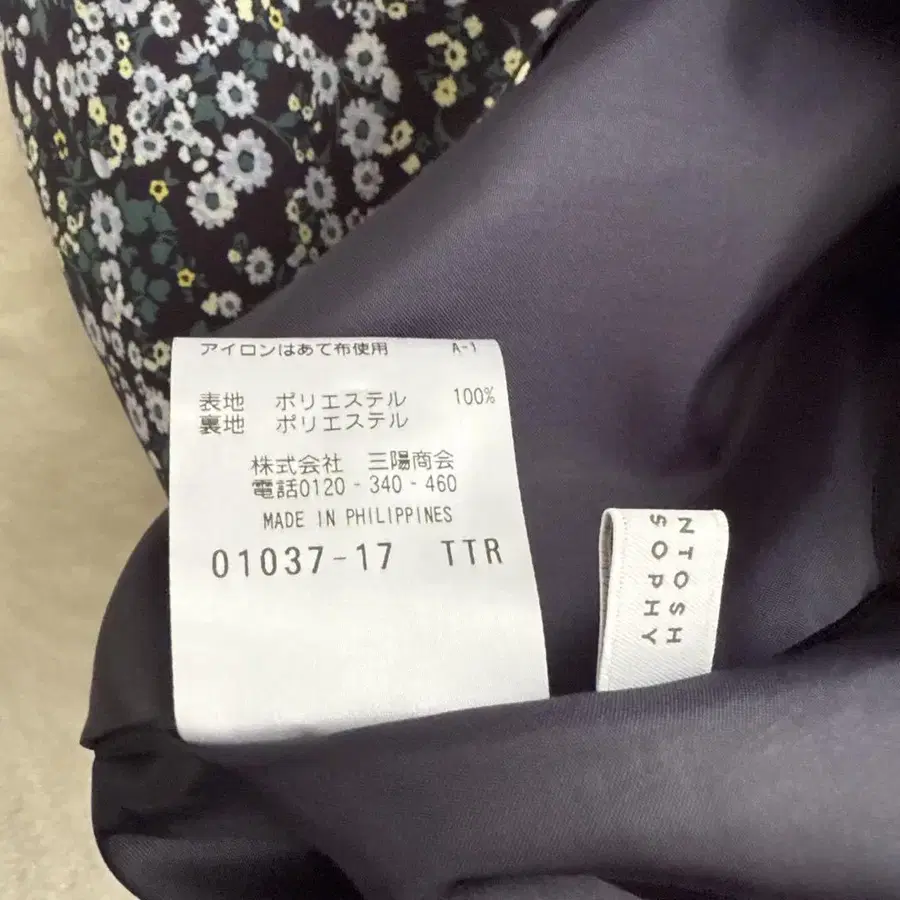 アイロンはあて布使用 A-1
表地 ポリエステル 100%
裏地 ポリエステル
株式会社 三陽商会
電話0120-340-460
MADE IN PHILIPPINES
01037-17 TTR
NTOSH
SOPHY